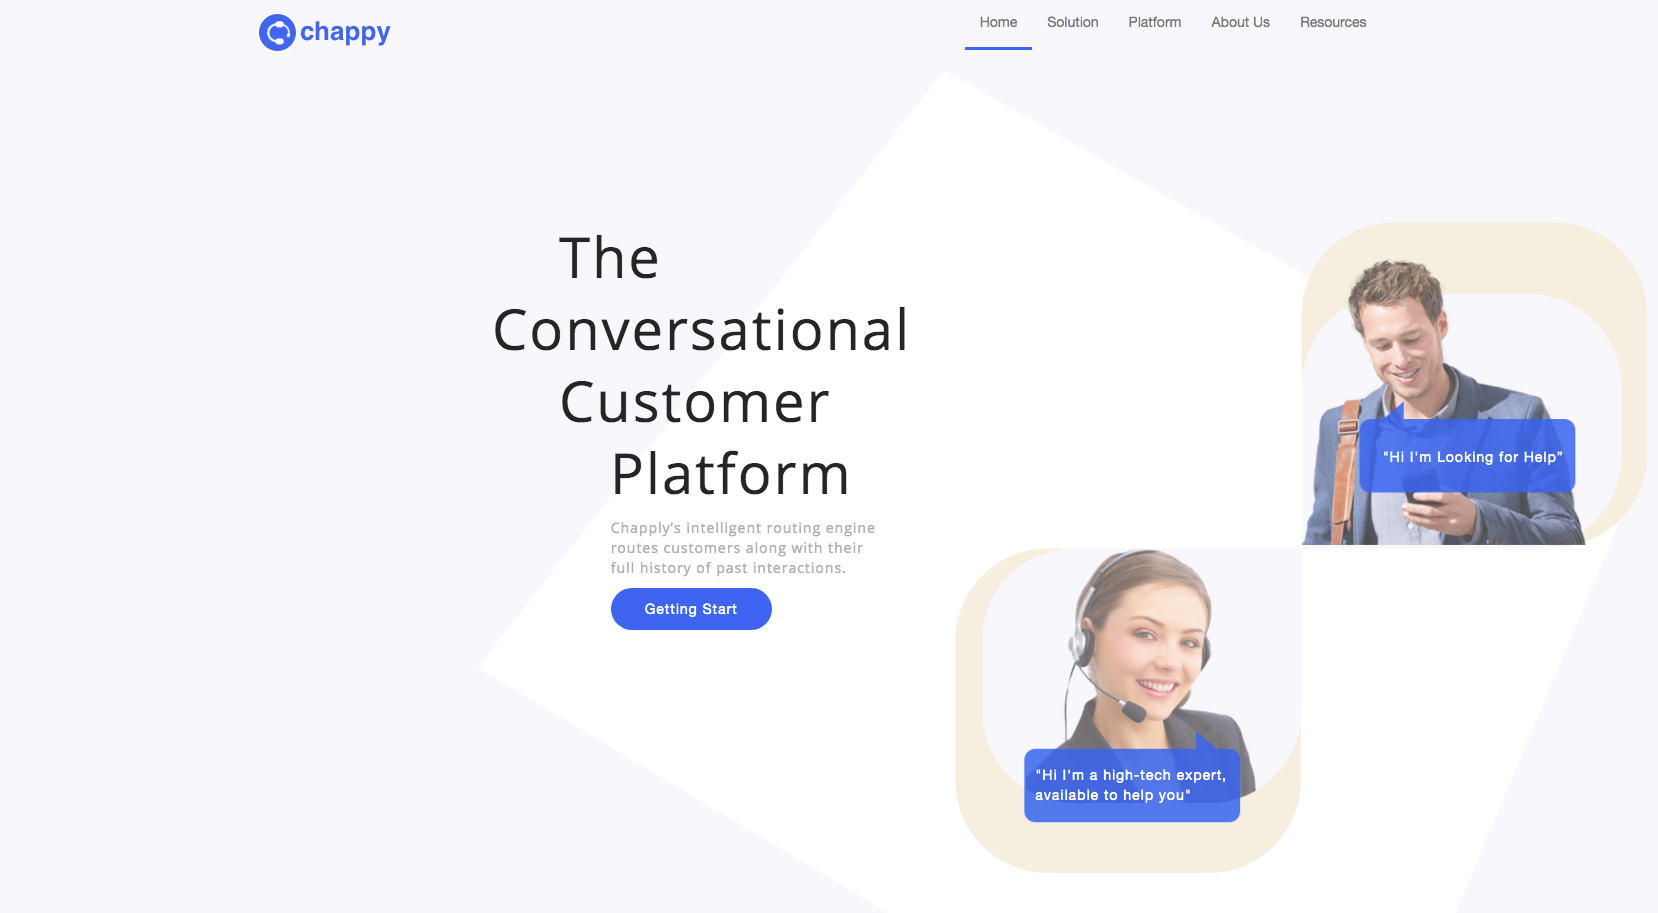 chappy
Home Solution Platform About Us Resources
The
Conversational
Customer
Platform
Chapply’s intelligent routing engine
routes customers along with their
full history of past interactions.
Getting Start
"Hi I'm Looking for Help”
"Hi I'm a high-tech expert,
available to help you"